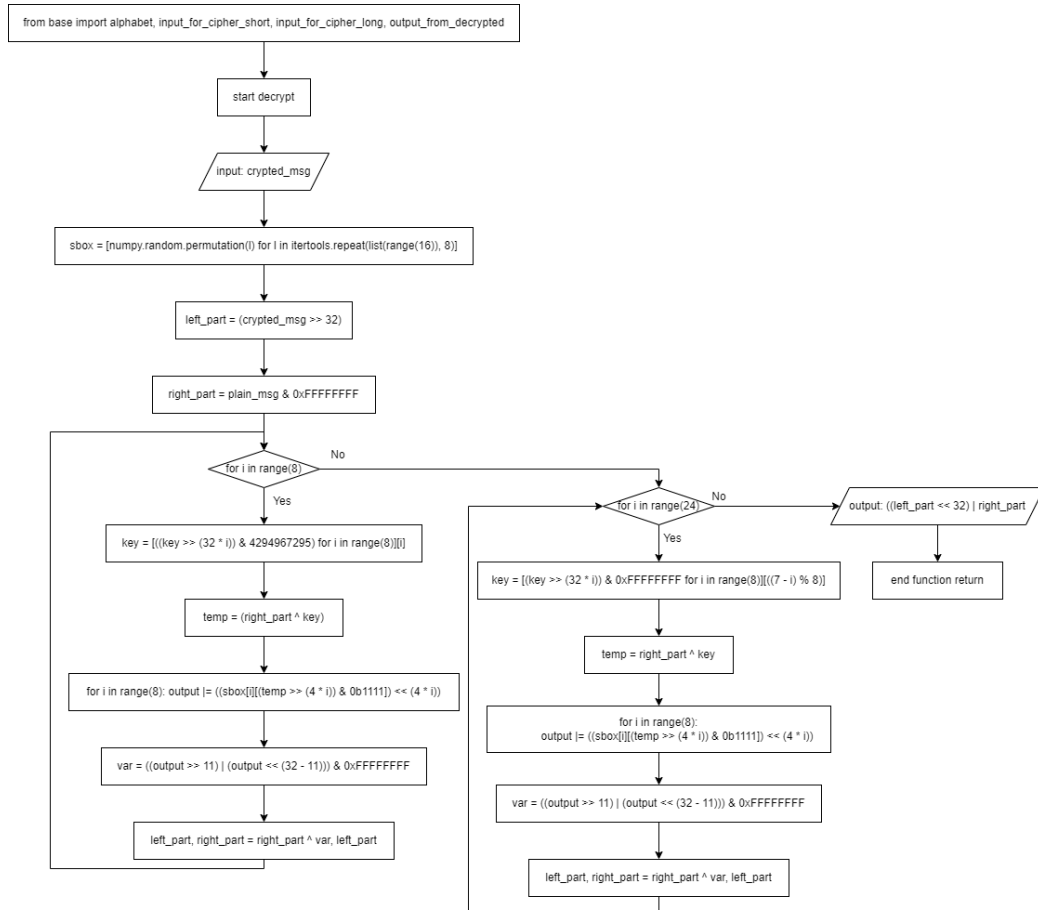 from base import alphabet, input_for_cipher_short, input_for_cipher_long, output_from_decrypted
start decrypt
input: crypted_msg
sbox = [numpy.random.permutation(l) for l in itertools.repeat(list(range(16)), 8)]
left_part = (crypted_msg >> 32)
right_part = plain_msg & 0xFFFFFFFF
for i in range(8)
No
Yes
key = [((key >> (32 * i)) & 4294967295) for i in range(8)][i]
temp = (right_part ^ key)
for i in range(8): output |= ((sbox[i][(temp >> (4 * i)) & 0b1111]) << (4 * i))
var = ((output >> 11) | (output << (32 - 11))) & 0xFFFFFFFF
left_part, right_part = right_part ^ var, left_part
for i in range(24)
No
Yes
key = [(key >> (32 * i)) & 0xFFFFFFFF for i in range(8)][((7 - i) % 8)]
temp = right_part ^ key
for i in range(8):
output |= ((sbox[i][(temp >> (4 * i)) & 0b1111]) << (4 * i))
var = ((output >> 11) | (output << (32 - 11))) & 0xFFFFFFFF
left_part, right_part = right_part ^ var, left_part
output: ((left_part << 32) | right_part
end function return